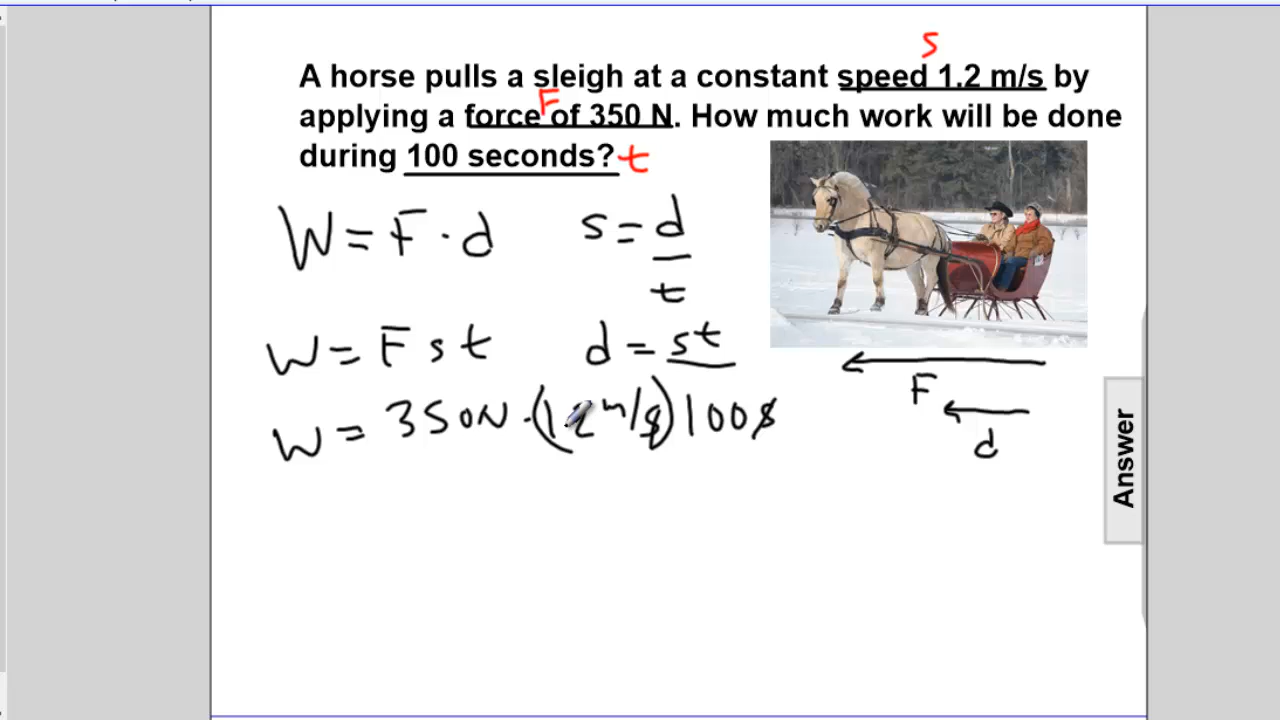 s
A horse pulls a sleigh at a constant speed 1.2 m/s by
F
applying a force of 350 N. How much work will be done
during 100 seconds? t
W = F · d
s = d
t
W = F s t
d = st
W = 350N · (1.2 m/s) 100s
F
d
Answer